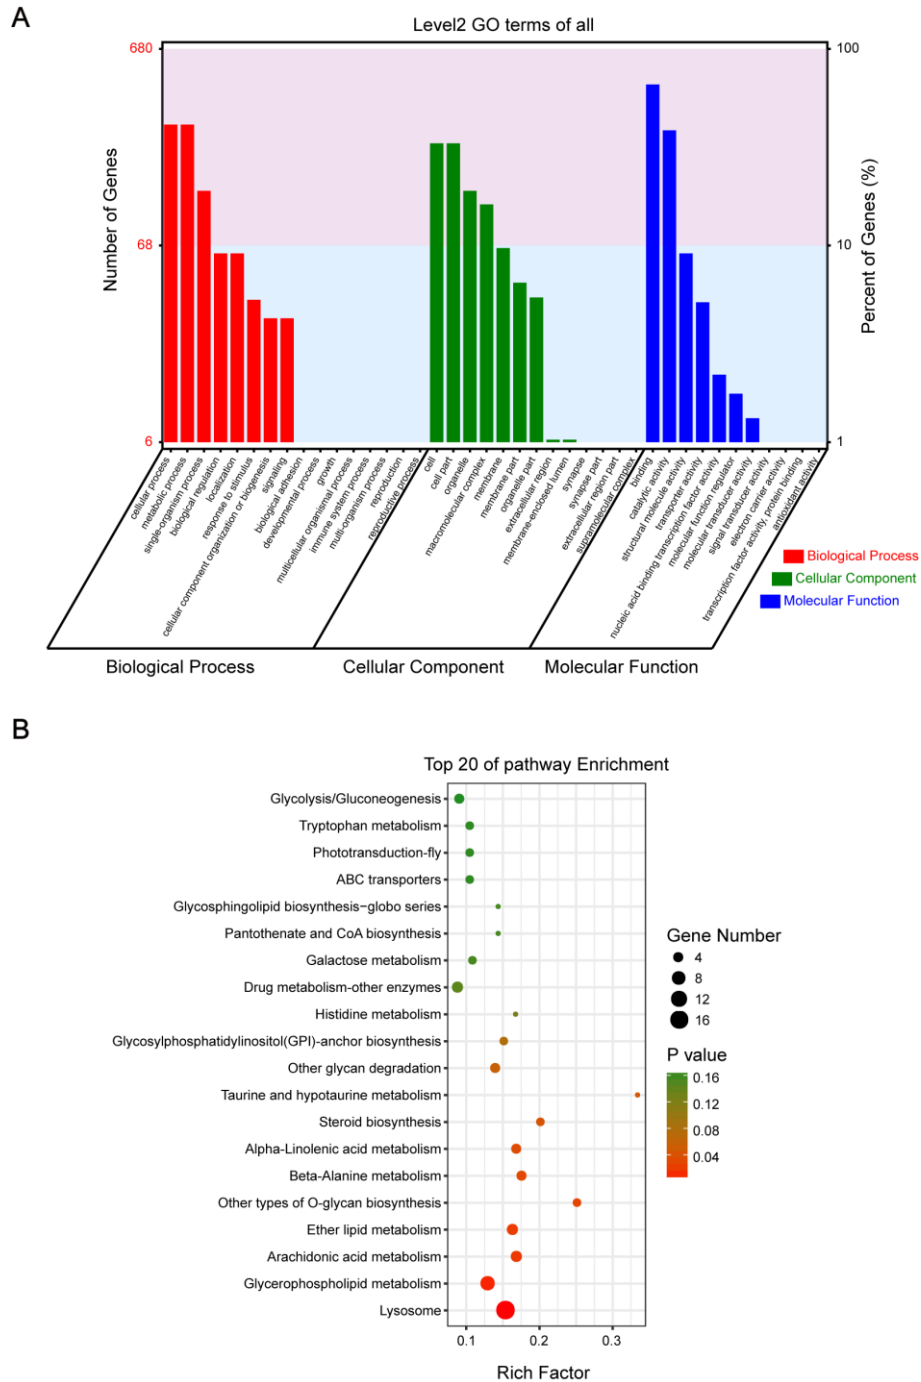 A
Level2 GO terms of all
Number of Genes
680
68
6
Percent of Genes (%)
100
10
1
cellular process
metabolic process
single-organism process
biological regulation
localization
response to stimulus
cellular component organization or biogenesis
signaling
biological adhesion
developmental process
growth
multicellular organismal process
immune system process
multi-organism process
reproduction
reproductive process
cell
cell part
organelle
macromolecular complex
membrane
membrane part
organelle part
extracellular region
membrane-enclosed lumen
synapse
synapse part
extracellular region part
supramolecular complex
binding
catalytic activity
structural molecule activity
transporter activity
nucleic acid binding transcription factor activity
molecular function regulator
molecular transducer activity
signal transducer activity
electron carrier activity
transcription factor activity, protein binding
antioxidant activity
Biological Process
Cellular Component
Molecular Function
Biological Process
Cellular Component
Molecular Function
B
Top 20 of pathway Enrichment
Glycolysis/Gluconeogenesis
Tryptophan metabolism
Phototransduction-fly
ABC transporters
Glycosphingolipid biosynthesis−globo series
Pantothenate and CoA biosynthesis
Galactose metabolism
Drug metabolism-other enzymes
Histidine metabolism
Glycosylphosphatidylinositol(GPI)-anchor biosynthesis
Other glycan degradation
Taurine and hypotaurine metabolism
Steroid biosynthesis
Alpha-Linolenic acid metabolism
Beta-Alanine metabolism
Other types of O-glycan biosynthesis
Ether lipid metabolism
Arachidonic acid metabolism
Glycerophospholipid metabolism
Lysosome
0.1 0.2 0.3
Rich Factor
Gene Number
4
8
12
16
P value
0.16
0.12
0.08
0.04